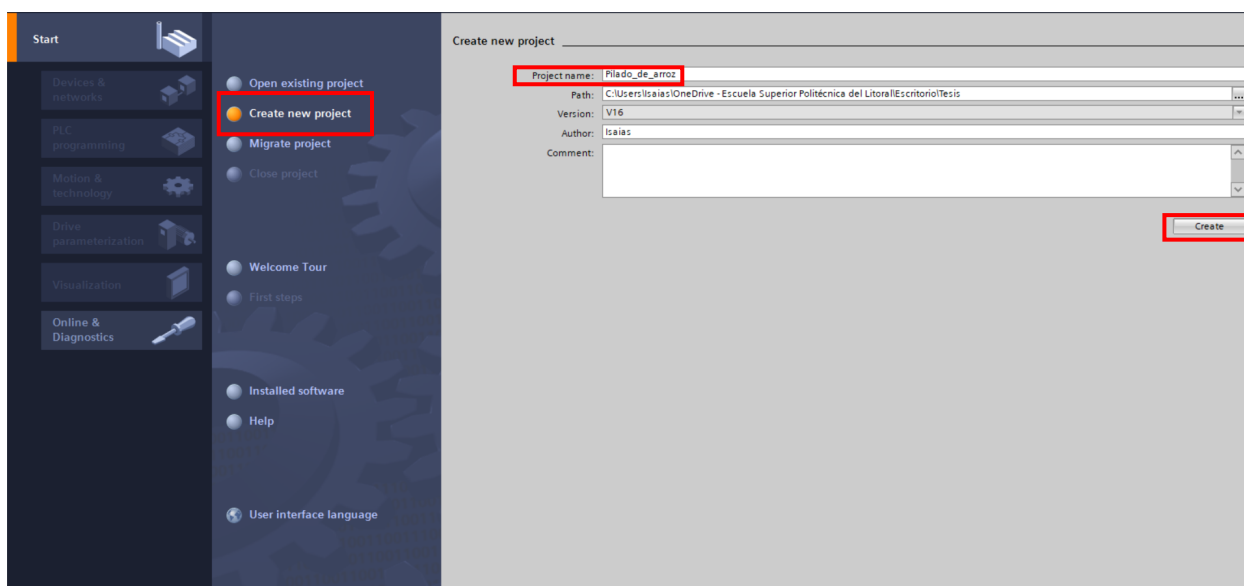 Start
Devices &
networks
PLC
programming
Motion &
technology
Drive
parameterization
Visualization
Online &
Diagnostics
Open existing project
Create new project
Migrate project
Close project
Welcome Tour
First steps
Installed software
Help
User interface language
Create new project
Project name: Pilado_de_arroz
Path: C:\Users\Isaias\OneDrive - Escuela Superior Politécnica del Litoral\Escritorio\Tesis
...
Version: V16
Author: Isaias
Comment:
Create